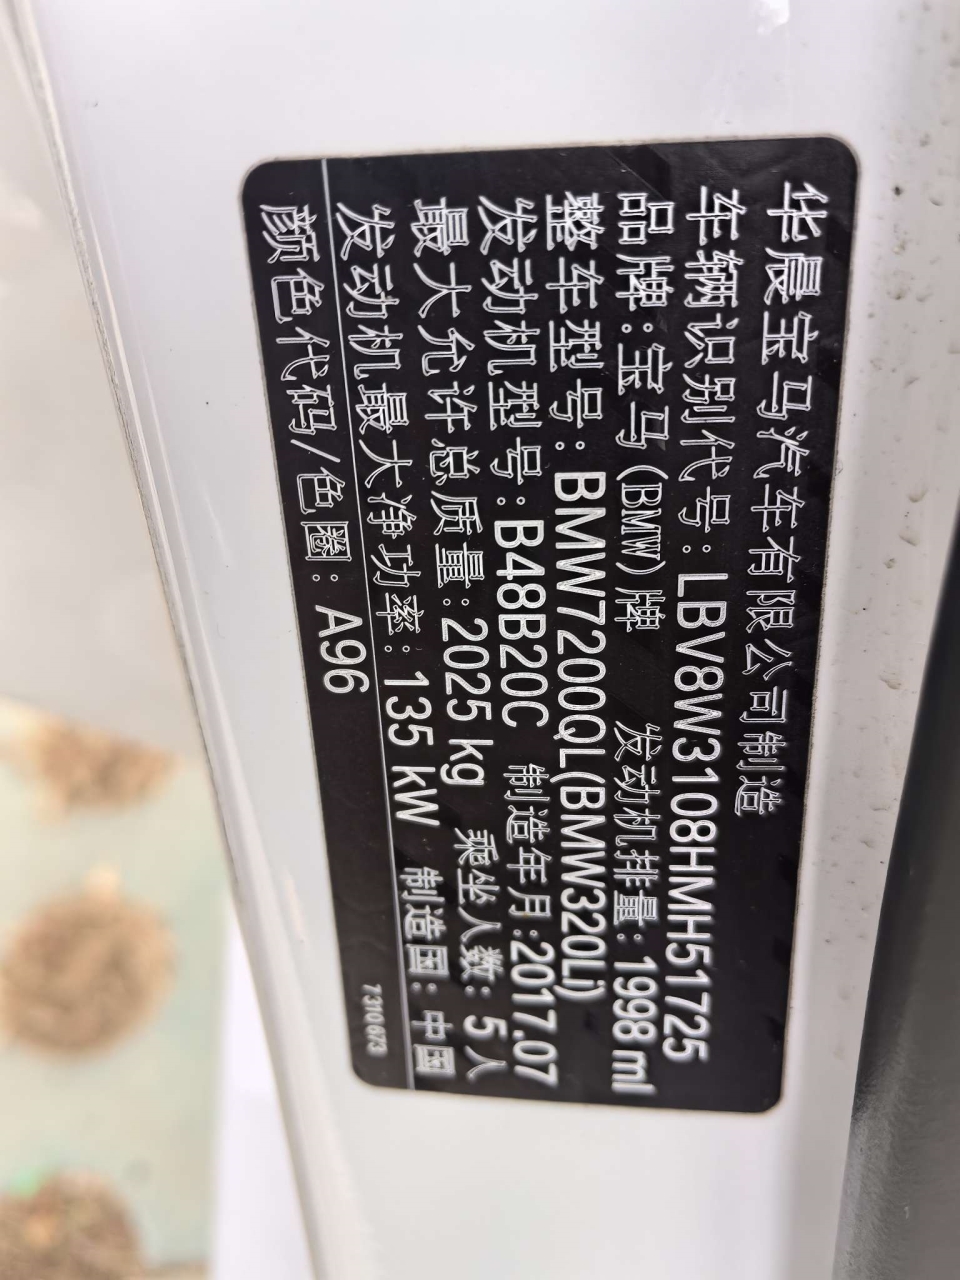 华晨宝马汽车有限公司制造
车辆识别代号:LBV8W3108HMH51725
品牌:宝马(BMW)牌 发动机排量:1998 ml
整车型号:BMW7200QL(BMW320Li)
发动机型号:B48B20C 制造年月:2017.07
最大允许总质量:2025 kg 乘坐人数:5人
发动机最大净功率:135 kW 制造国:中国
颜色代码/色圈:A96
7310673